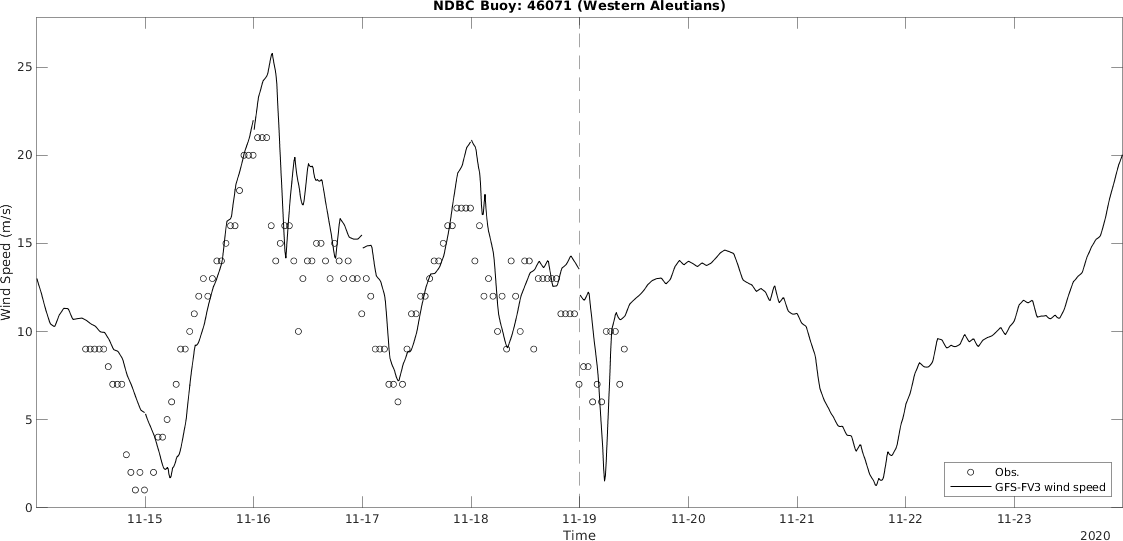 NDBC Buoy: 46071 (Western Aleutians)
Wind Speed (m/s)
25
20
15
10
5
0
Obs.
GFS-FV3 wind speed
11-15 11-16 11-17 11-18 11-19 11-20 11-21 11-22 11-23
Time
2020